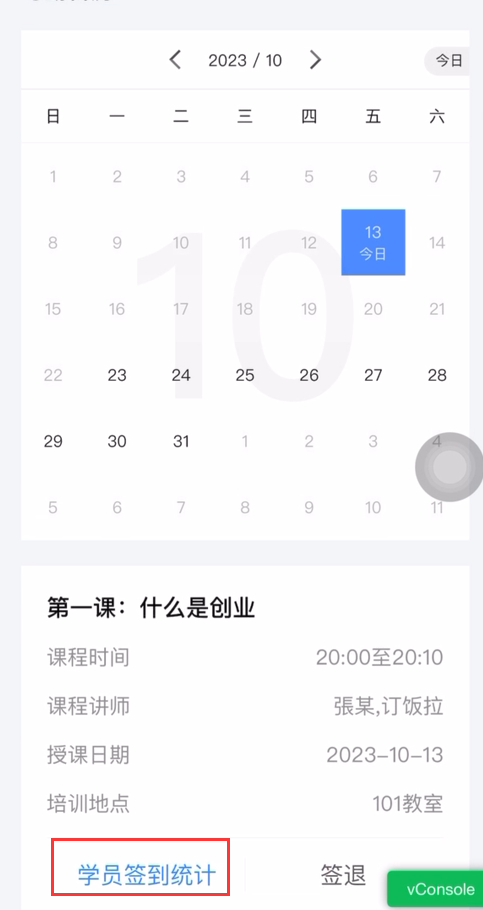 2023 / 10 今日
日 一 二 三 四 五 六
1 2 3 4 5 6 7
8 9 10 11 12 13 14
今日
15 16 17 18 19 20 21
22 23 24 25 26 27 28
29 30 31 1 2 3 4
5 6 7 8 9 10 11
10
第一课：什么是创业
课程时间 20:00至20:10
课程讲师 張某,订饭拉
授课日期 2023-10-13
培训地点 101教室
学员签到统计 签退 vConsole